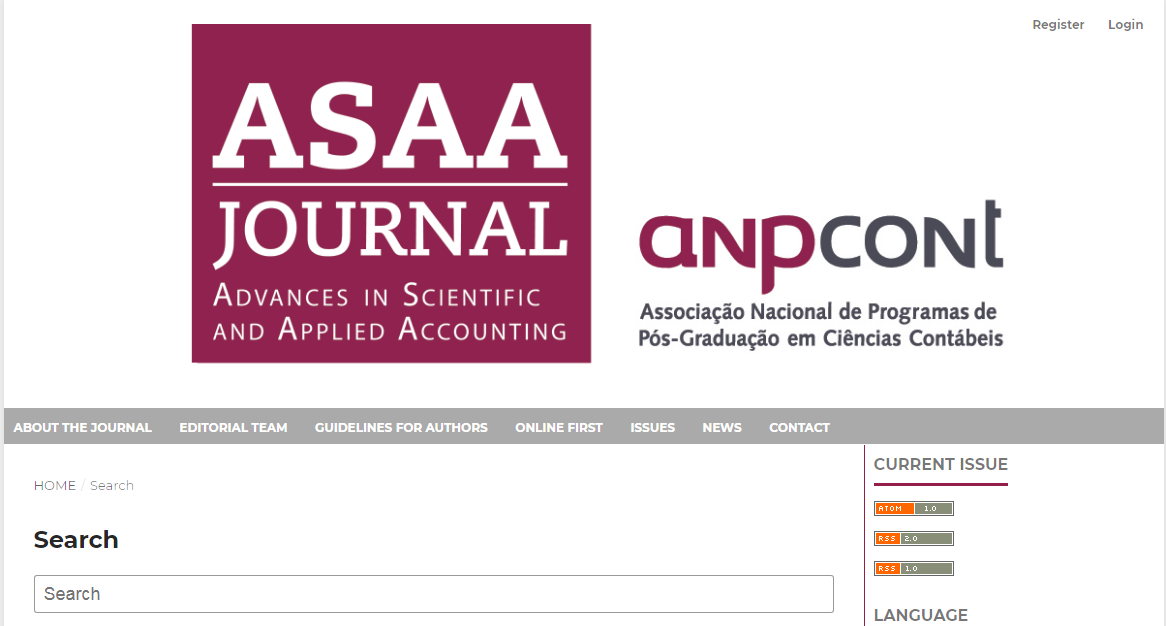 Register Login
ASAA
JOURNAL
ADVANCES IN SCIENTIFIC
AND APPLIED ACCOUNTING
anpcont
Associação Nacional de Programas de
Pós-Graduação em Ciências Contábeis
ABOUT THE JOURNAL EDITORIAL TEAM GUIDELINES FOR AUTHORS ONLINE FIRST ISSUES NEWS CONTACT
HOME / Search
Search
Search
CURRENT ISSUE
ATOM 1.0
RSS 2.0
RSS 1.0
LANGUAGE